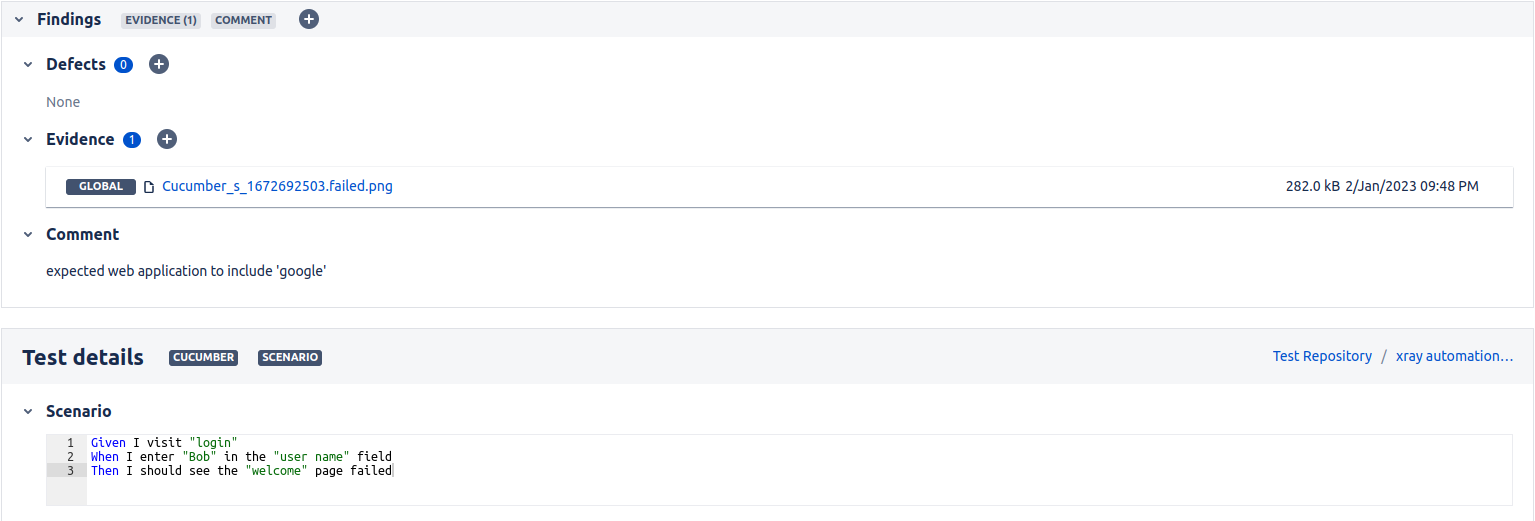 Findings EVIDENCE (1) COMMENT
Defects 0
None
Evidence 1
GLOBAL Cucumber_s_1672692503.failed.png 282.0 kB 2/Jan/2023 09:48 PM
Comment
expected web application to include 'google'
Test details CUCUMBER SCENARIO Test Repository / xray automation...
Scenario
1 Given I visit "login"
2 When I enter "Bob" in the "user name" field
3 Then I should see the "welcome" page failed